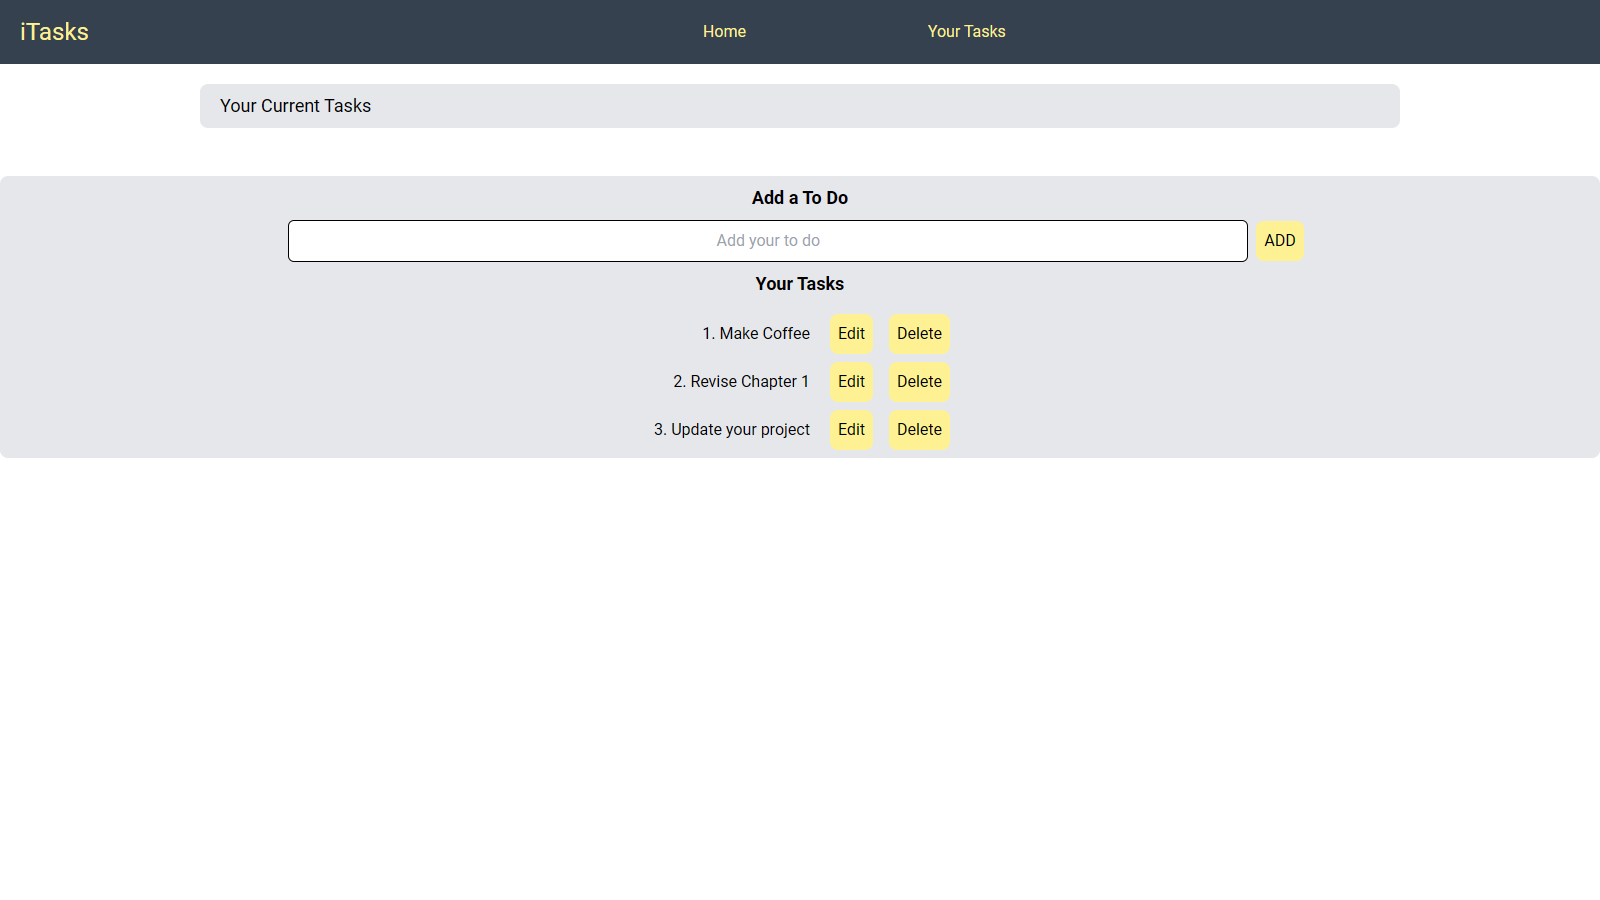 iTasks Home Your Tasks
Your Current Tasks
Add a To Do
Add your to do ADD
Your Tasks
1. Make Coffee Edit Delete
2. Revise Chapter 1 Edit Delete
3. Update your project Edit Delete